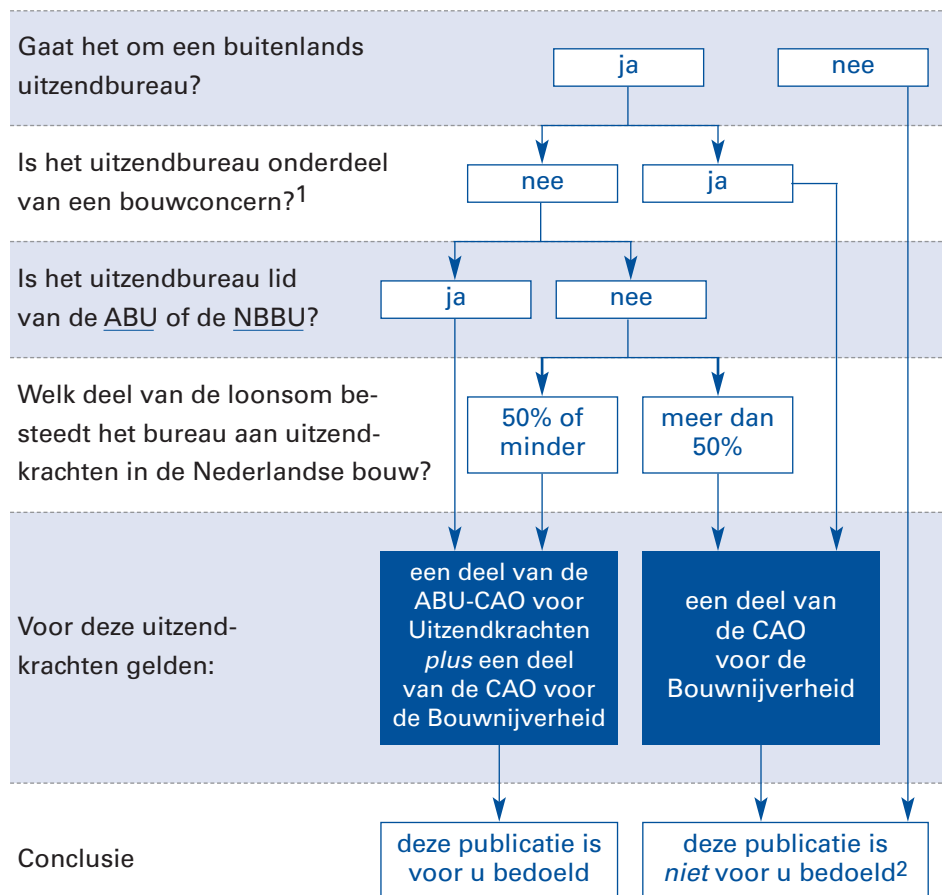 Gaat het om een buitenlands
uitzendbureau?
ja
nee
Is het uitzendbureau onderdeel
van een bouwconcern?1
nee
ja
Is het uitzendbureau lid
van de ABU of de NBBU?
ja
nee
Welk deel van de loonsom be-
steedt het bureau aan uitzend-
krachten in de Nederlandse bouw?
50% of
minder
meer dan
50%
Voor deze uitzend-
krachten gelden:
een deel van de
ABU-CAO voor
Uitzendkrachten
plus een deel
van de CAO voor
de Bouwnijverheid
een deel van
de CAO
voor de
Bouwnijverheid
Conclusie
deze publicatie is
voor u bedoeld
deze publicatie is
niet voor u bedoeld2